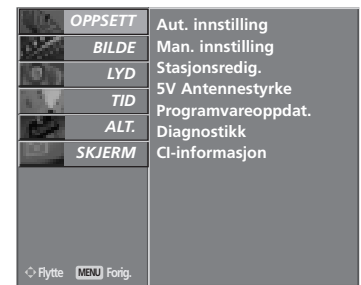 OPPSETT
BILDE
LYD
TID
ALT.
SKJERM
Aut. innstilling
Man. innstilling
Stasjonsredig.
5V Antennestyrke
Programvareoppdat.
Diagnostikk
CI-informasjon
Flytte MENU Forig.